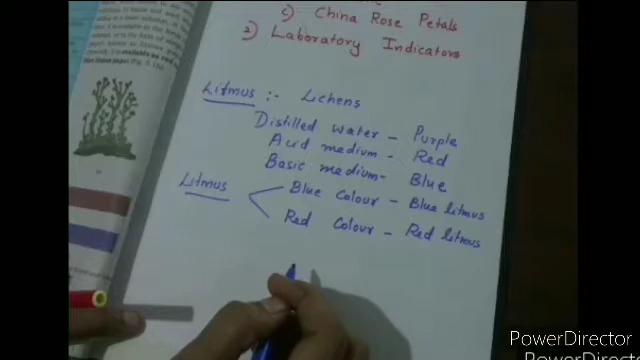 c) China Rose Petals
2) Laboratory Indicators
Litmus :- Lichens
Distilled water - Purple
Acid medium - Red
Basic medium - Blue
Litmus
Blue Colour - Blue litmus
Red Colour - Red litmus
PowerDirector
PowerDirec